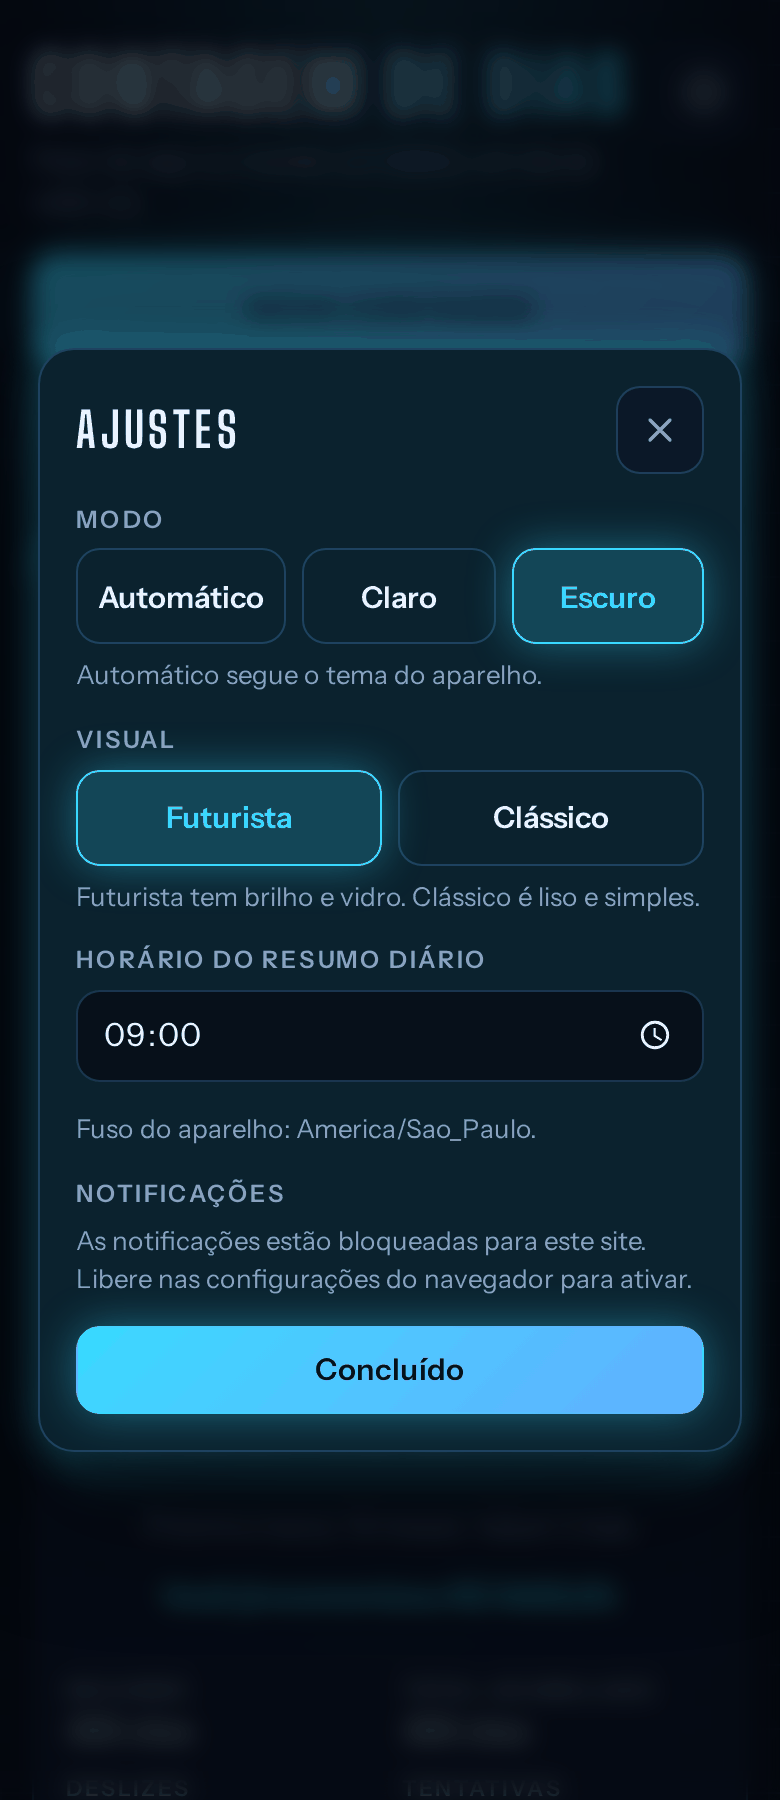 AJUSTES
MODO
Automático
Claro
Escuro
Automático segue o tema do aparelho.
VISUAL
Futurista
Clássico
Futurista tem brilho e vidro. Clássico é liso e simples.
HORÁRIO DO RESUMO DIÁRIO
09:00
Fuso do aparelho: America/Sao_Paulo.
NOTIFICAÇÕES
As notificações estão bloqueadas para este site.
Libere nas configurações do navegador para ativar.
Concluído
DESLIZES
TENTATIVAS